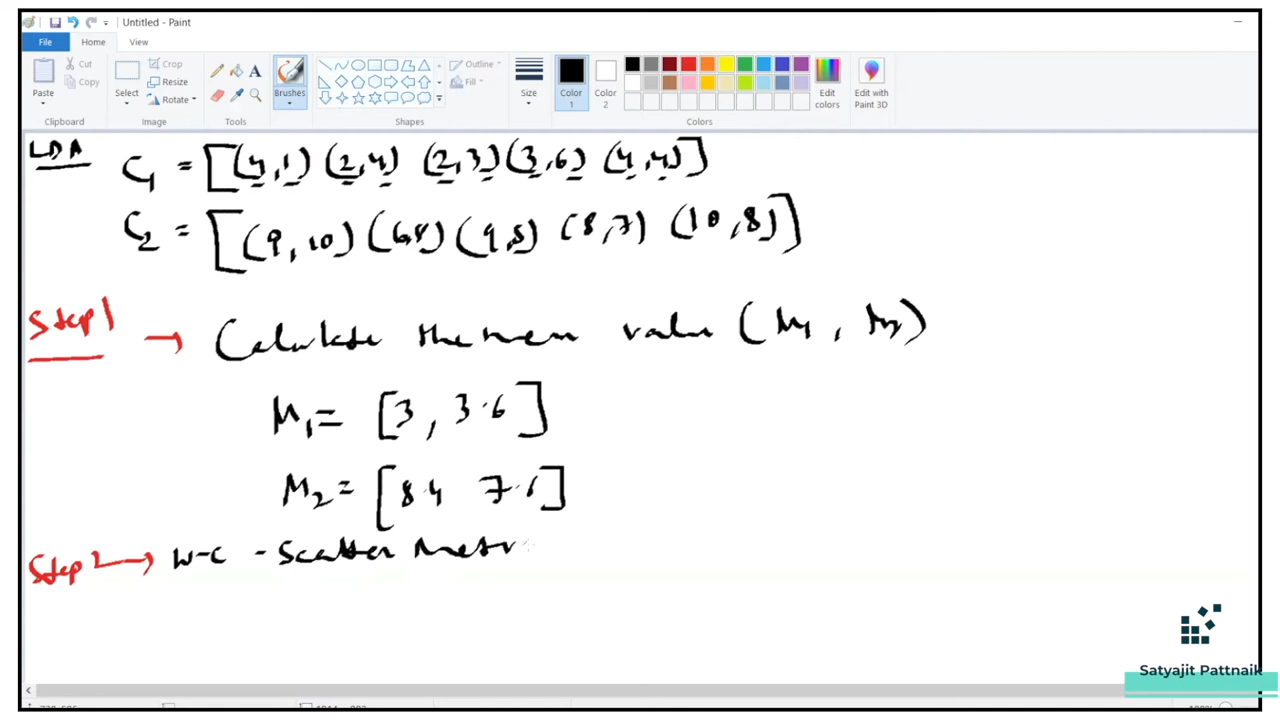 Untitled - Paint
File Home View
Paste Cut Copy Select Crop Resize Rotate Brushes Outline Fill Size Color 1 Color 2 Edit colors Edit with Paint 3D
Clipboard Image Tools Shapes Colors
LDA C1 = [(4,1) (2,4) (2,3) (3,6) (4,4)]
C2 = [(9,10) (6,8) (9,5) (8,7) (10,8)]
Step1 → Calculate the mean value (M1, M2)
M1 = [3, 3.6]
M2 = [8.4 7.6]
Step 2 → W-C - Scatter Matr
Satyajit Pattnaik